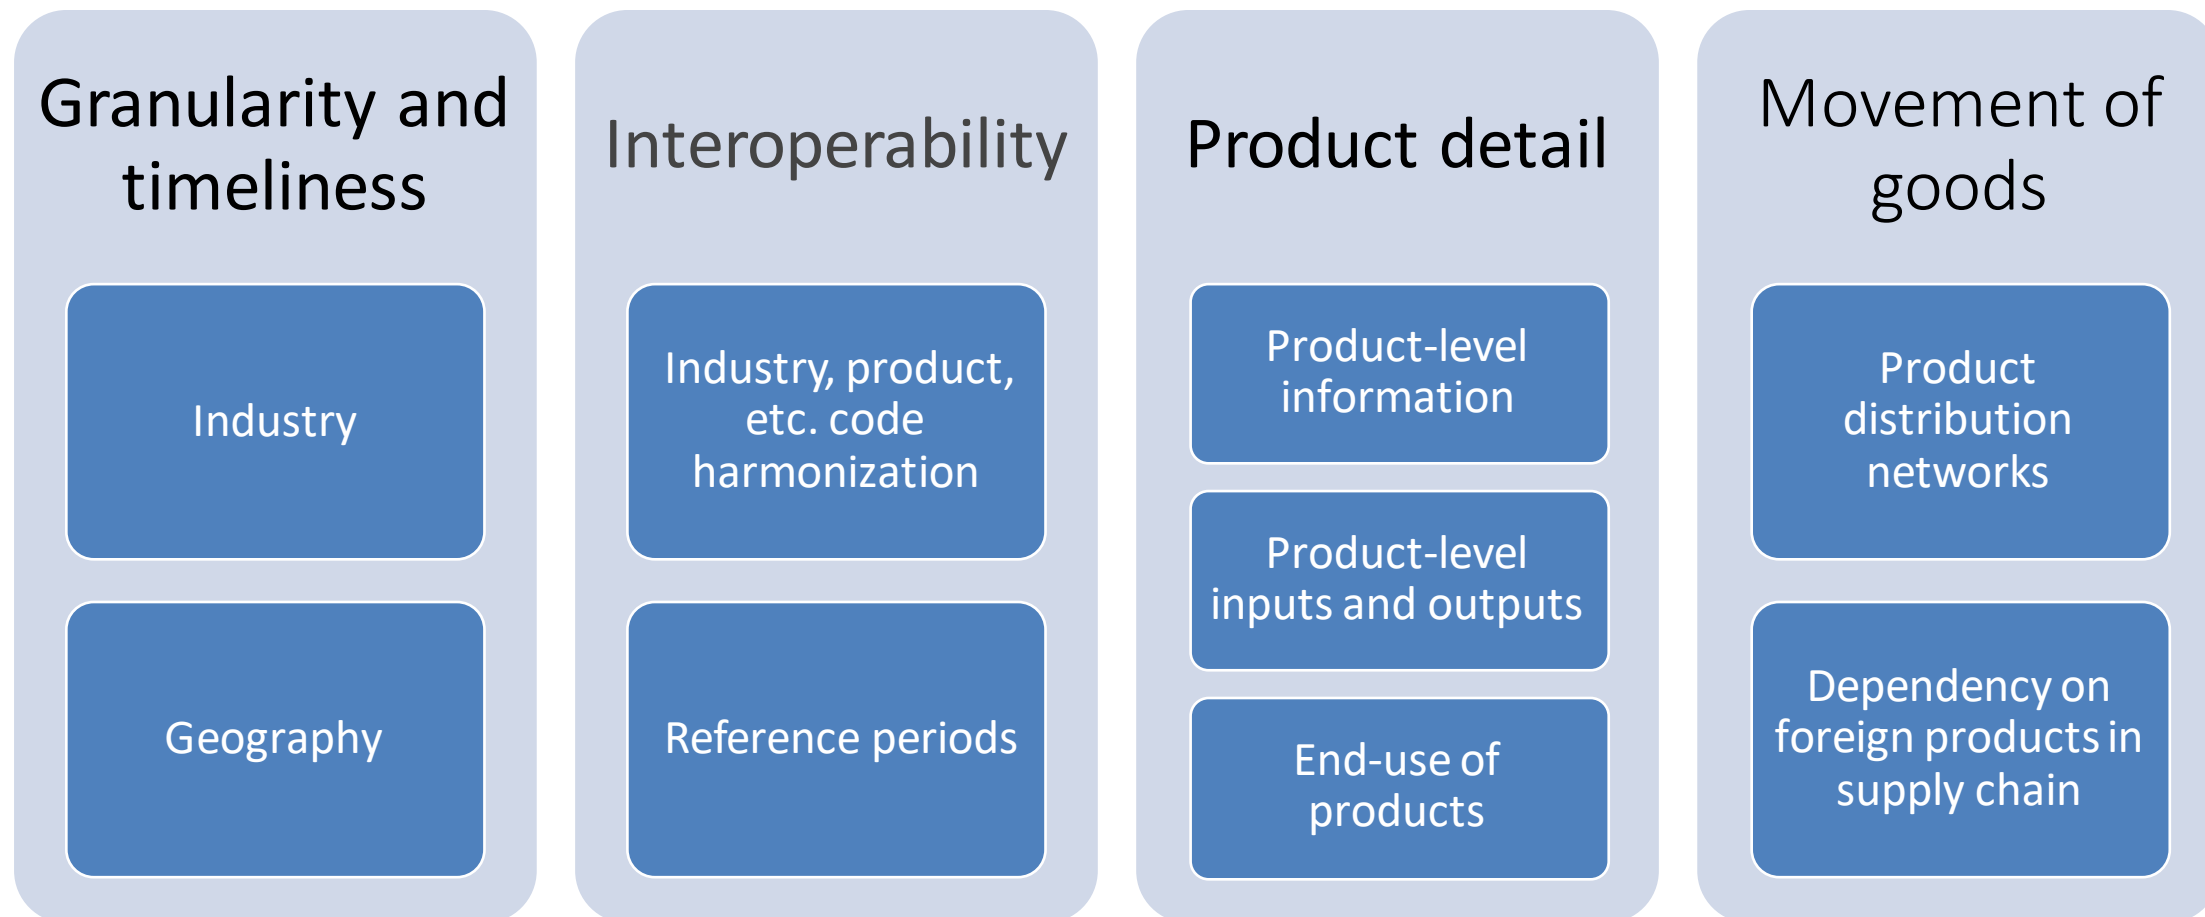 Granularity and
timeliness
Industry
Geography
Interoperability
Industry, product,
etc. code
harmonization
Reference periods
Product detail
Product-level
information
Product-level
inputs and outputs
End-use of
products
Movement of
goods
Product
distribution
networks
Dependency on
foreign products in
supply chain